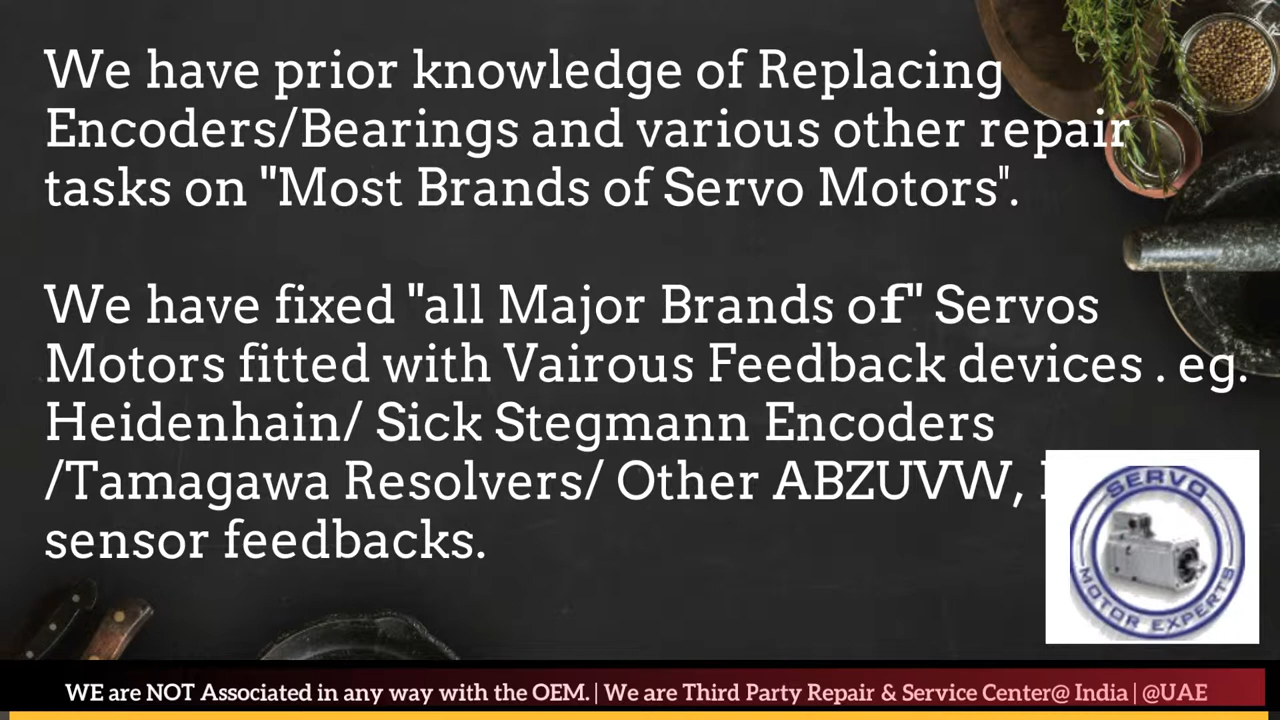 We have prior knowledge of Replacing
Encoders/Bearings and various other repair
tasks on "Most Brands of Servo Motors".
We have fixed "all Major Brands of" Servos
Motors fitted with Vairous Feedback devices . eg.
Heidenhain/ Sick Stegmann Encoders
/Tamagawa Resolvers/ Other ABZUVW,
sensor feedbacks.
SERVO
MOTOR EXPERTS
WE are NOT Associated in any way with the OEM. | We are Third Party Repair & Service Center@ India | @UAE